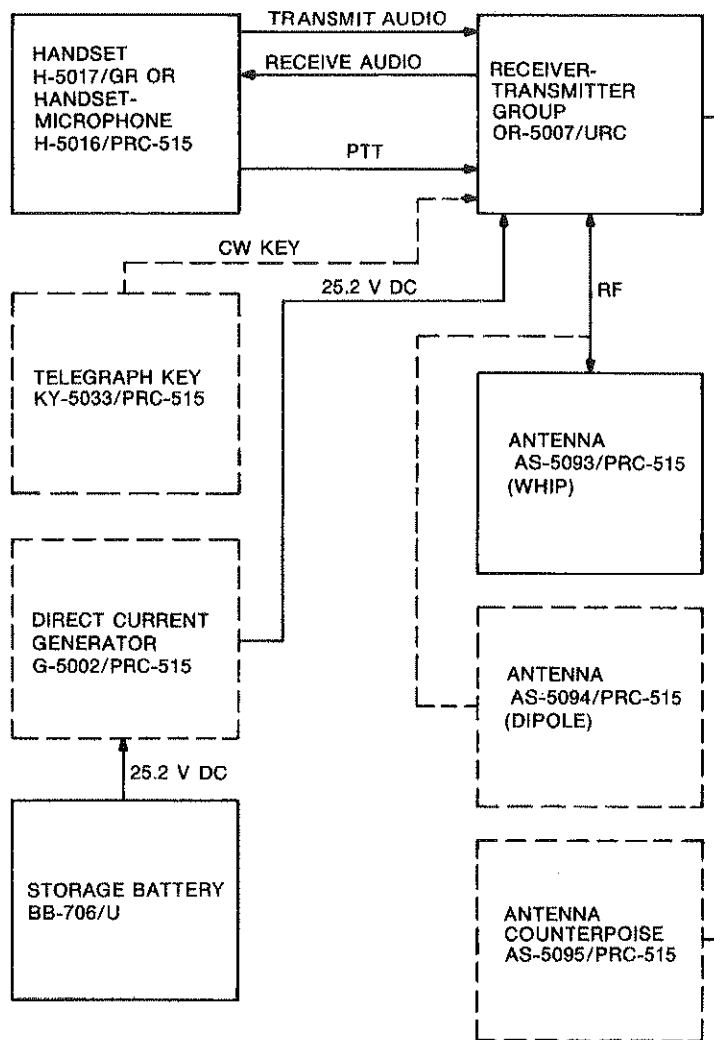 TRANSMIT AUDIO
HANDSET
H-5017/GR OR
HANDSET-
MICROPHONE
H-5016/PRC-515
RECEIVE AUDIO
RECEIVER-
TRANSMITTER
GROUP
OR-5007/URC
PTT
CW KEY
25.2 V DC
RF
TELEGRAPH KEY
KY-5033/PRC-515
ANTENNA
AS-5093/PRC-515
(WHIP)
DIRECT CURRENT
GENERATOR
G-5002/PRC-515
ANTENNA
AS-5094/PRC-515
(DIPOLE)
25.2 V DC
STORAGE BATTERY
BB-706/U
ANTENNA
COUNTERPOISE
AS-5095/PRC-515